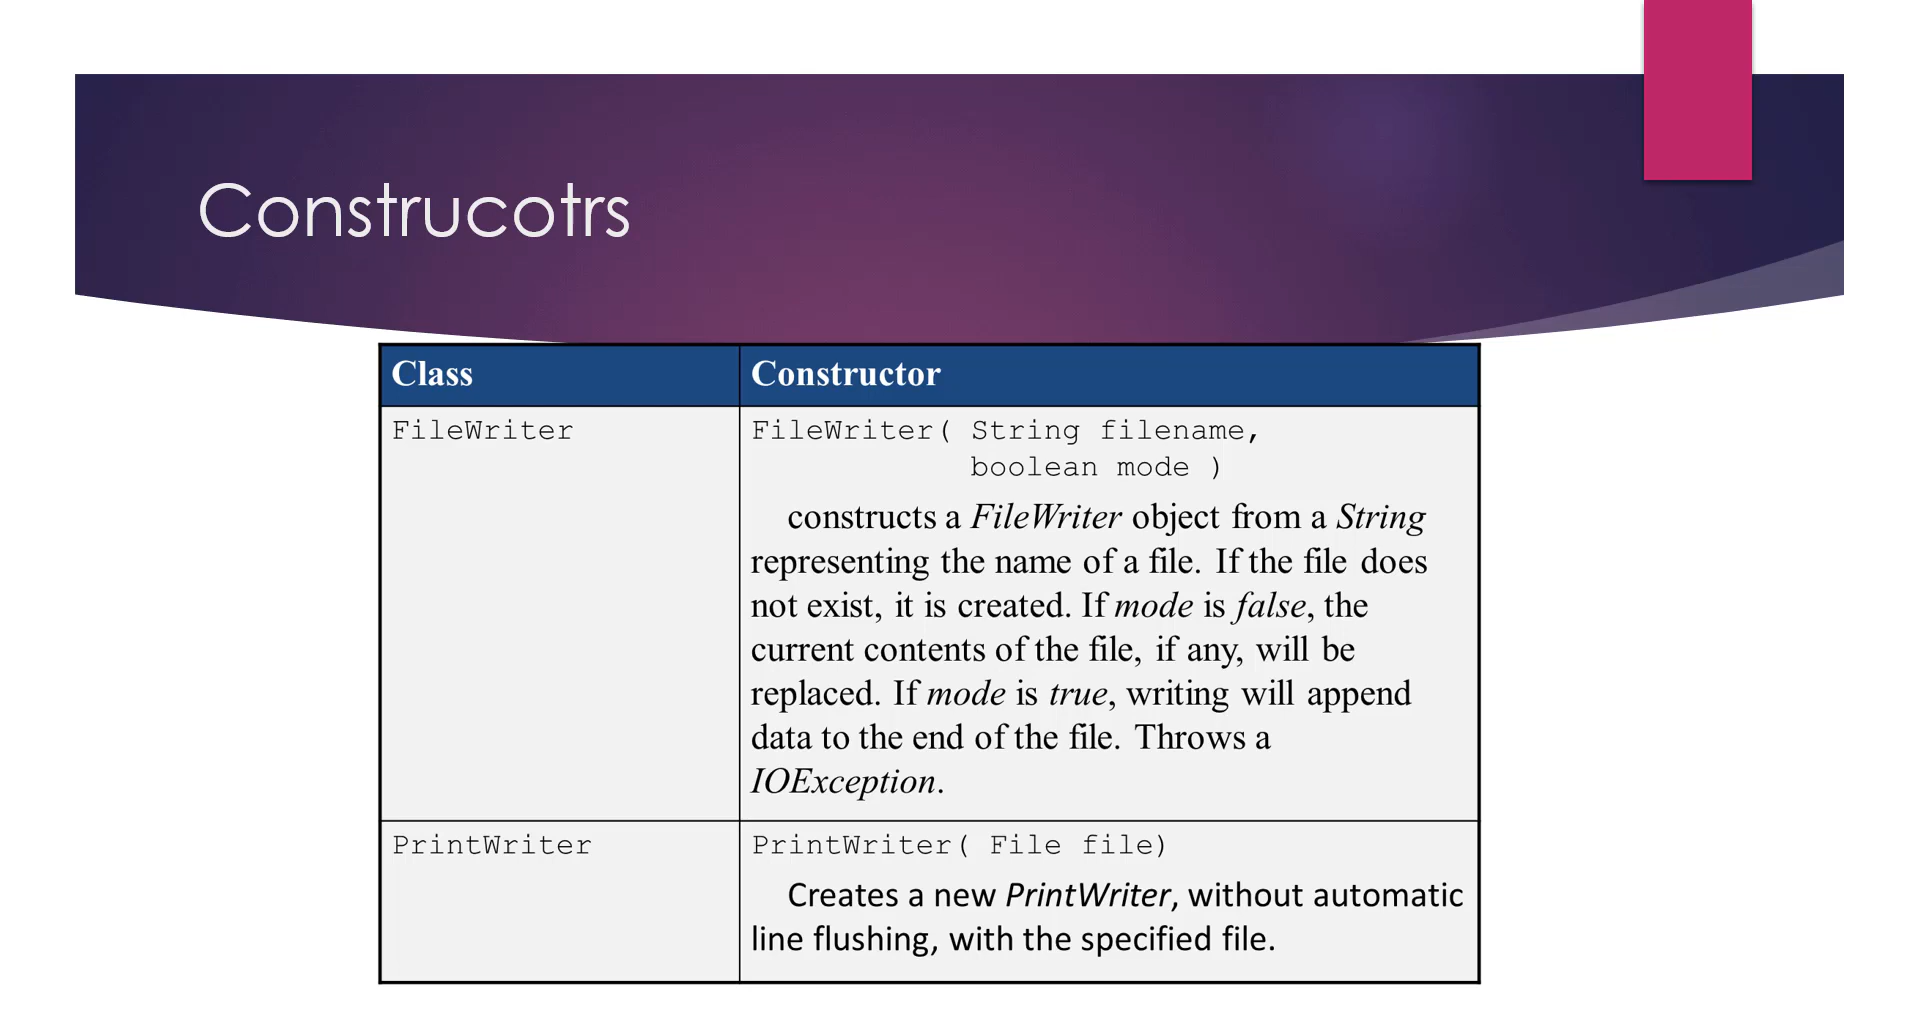 Construcotrs
Class
Constructor
FileWriter
FileWriter( String filename,
boolean mode )
constructs a FileWriter object from a String
representing the name of a file. If the file does
not exist, it is created. If mode is false, the
current contents of the file, if any, will be
replaced. If mode is true, writing will append
data to the end of the file. Throws a
IOException.
PrintWriter
PrintWriter( File file)
Creates a new PrintWriter, without automatic
line flushing, with the specified file.